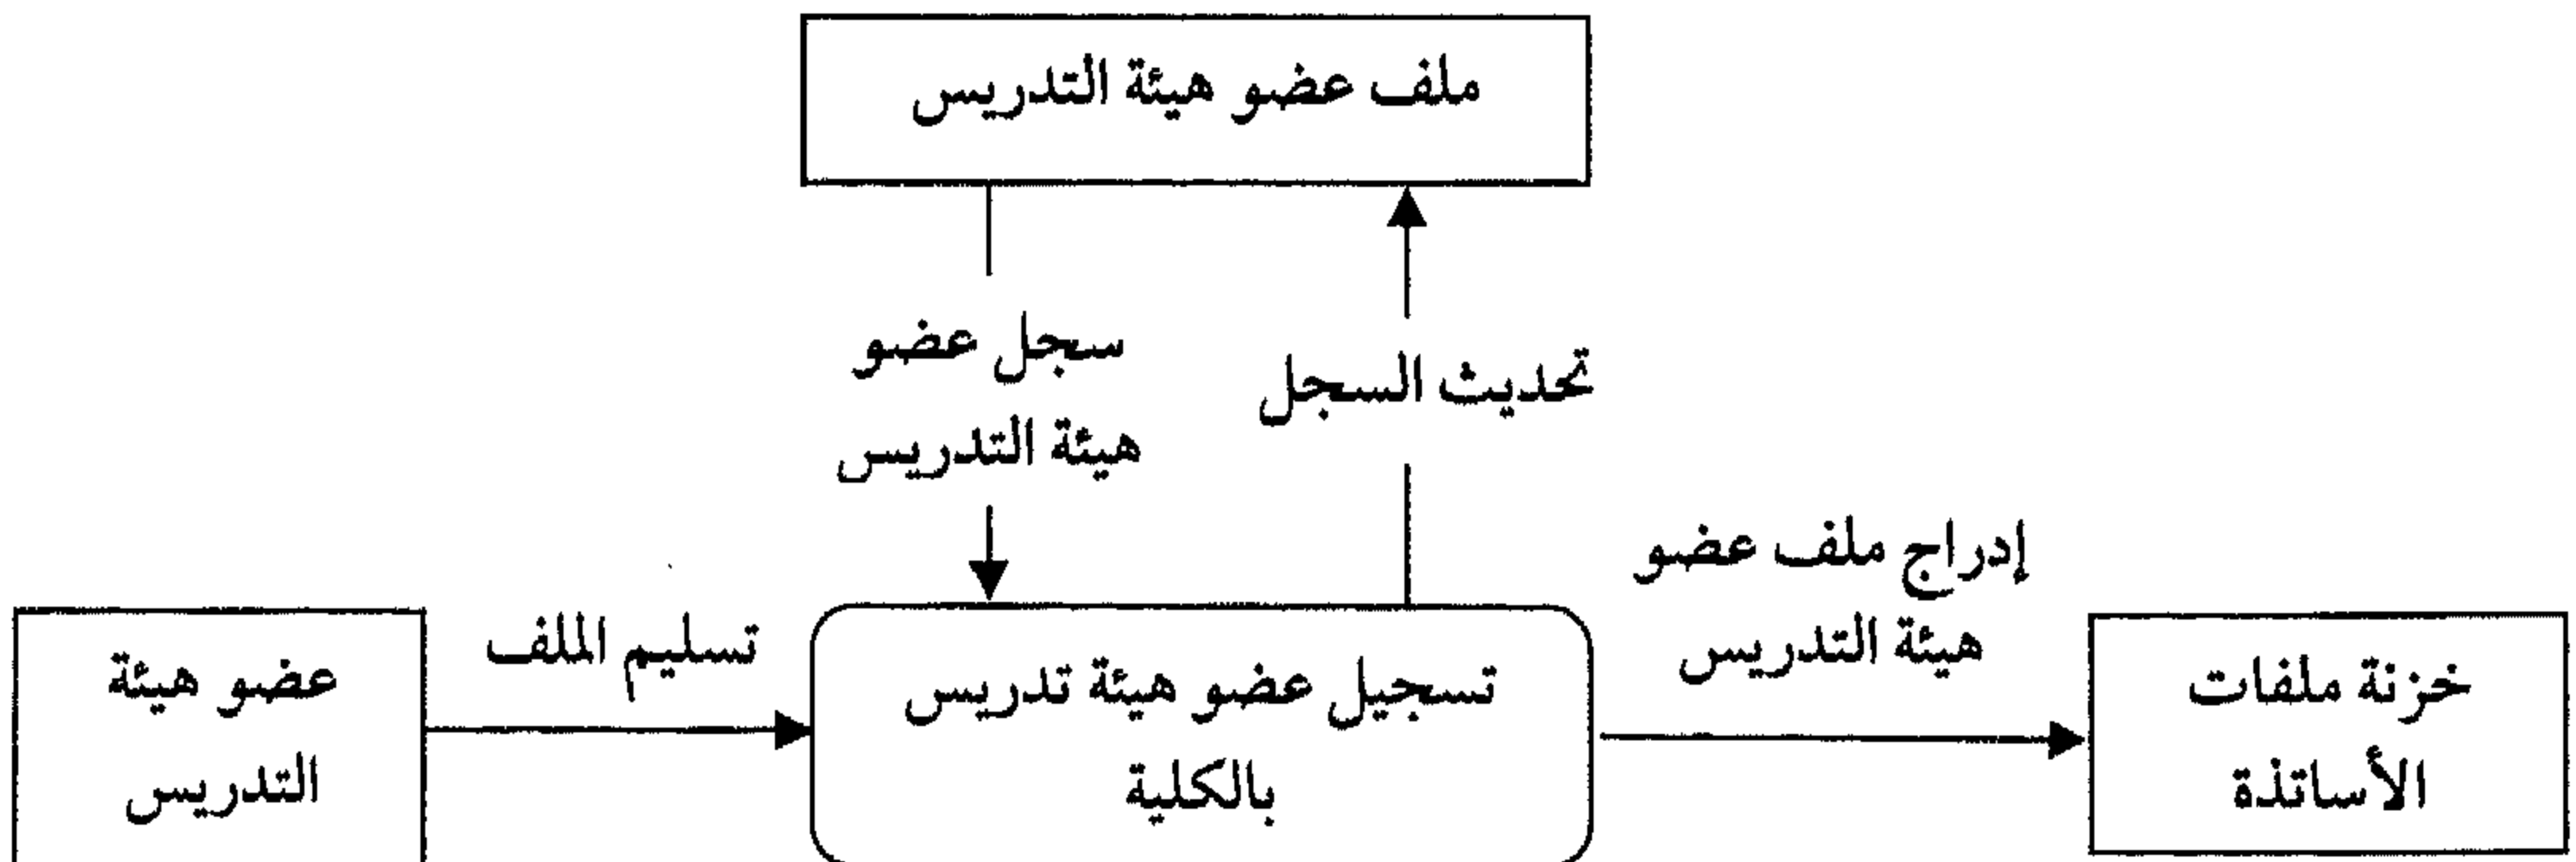 ملف عضو هيئة التدريس
سجل عضو
هيئة التدريس
تحديث السجل
إدراج ملف عضو
هيئة التدريس
تسليم الملف
عضو هيئة
التدريس
تسجيل عضو هيئة تدريس
بالكلية
خزنة ملفات
الأساتذة